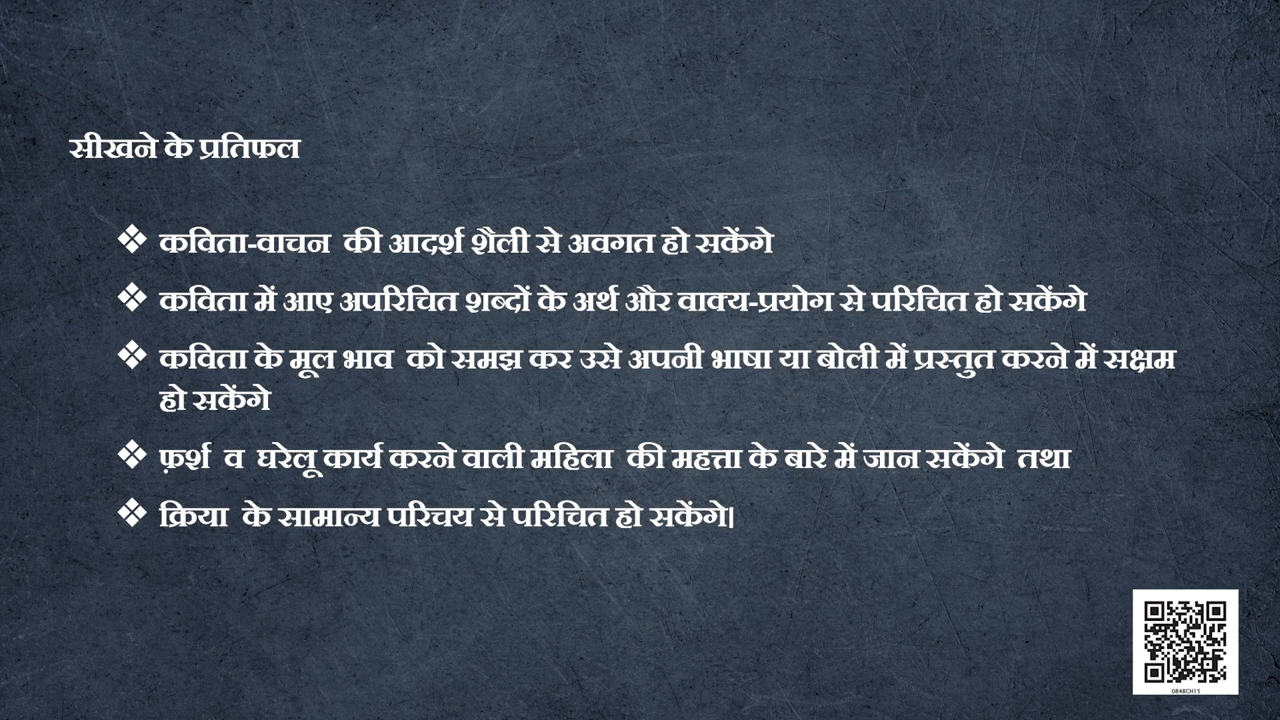 सीखने के प्रतिफल
❖ कविता-वाचन की आदर्श शैली से अवगत हो सकेंगे
❖ कविता में आए अपरिचित शब्दों के अर्थ और वाक्य-प्रयोग से परिचित हो सकेंगे
❖ कविता के मूल भाव को समझ कर उसे अपनी भाषा या बोली में प्रस्तुत करने में सक्षम
हो सकेंगे
❖ फ़र्श व घरेलू कार्य करने वाली महिला की महत्ता के बारे में जान सकेंगे तथा
❖ क्रिया के सामान्य परिचय से परिचित हो सकेंगे।
0848CH15